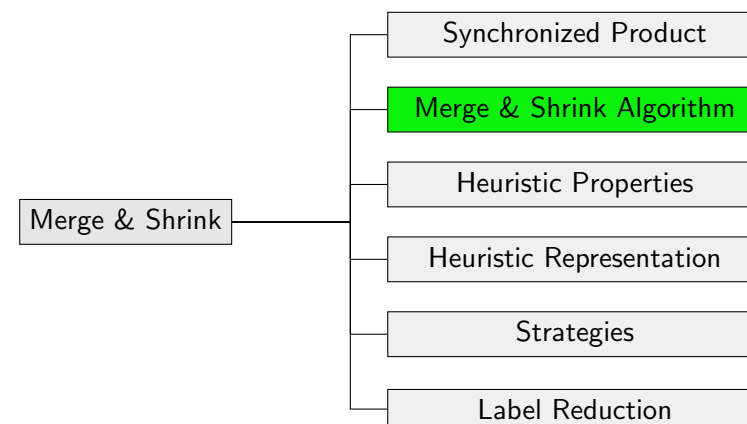 Synchronized Product
Merge & Shrink Algorithm
Heuristic Properties
Merge & Shrink
Heuristic Representation
Strategies
Label Reduction